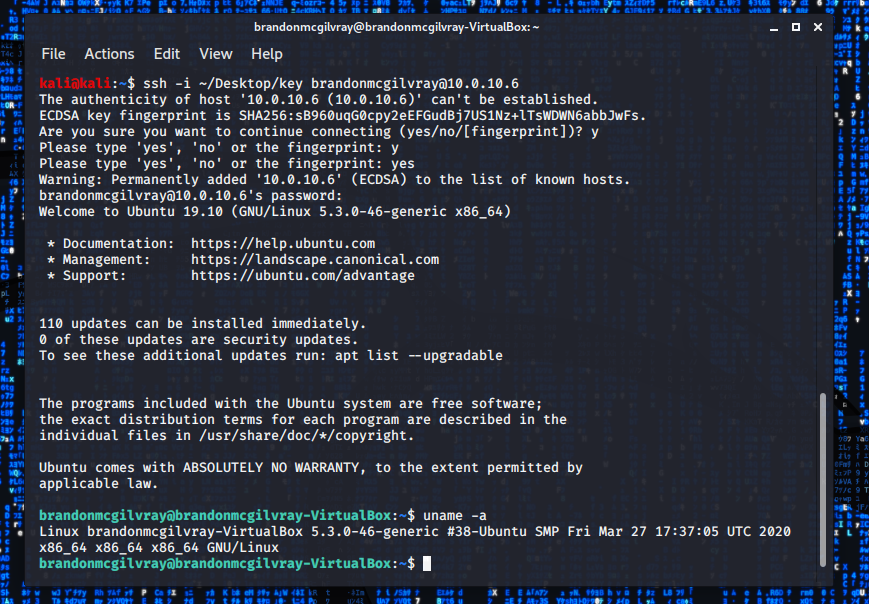 brandonmcgilvray@brandonmcgilvray-VirtualBox: ~
File Actions Edit View Help
kali@kali:~$ ssh -i ~/Desktop/key brandonmcgilvray@10.0.10.6
The authenticity of host '10.0.10.6 (10.0.10.6)' can't be established.
ECDSA key fingerprint is SHA256:sB960uqG0cpy2eEFGudBj7US1Nz+lTsWDWN6abbJwFs.
Are you sure you want to continue connecting (yes/no/[fingerprint])? y
Please type 'yes', 'no' or the fingerprint: y
Please type 'yes', 'no' or the fingerprint: yes
Warning: Permanently added '10.0.10.6' (ECDSA) to the list of known hosts.
brandonmcgilvray@10.0.10.6's password:
Welcome to Ubuntu 19.10 (GNU/Linux 5.3.0-46-generic x86_64)
* Documentation: https://help.ubuntu.com
* Management: https://landscape.canonical.com
* Support: https://ubuntu.com/advantage
110 updates can be installed immediately.
0 of these updates are security updates.
To see these additional updates run: apt list --upgradable
The programs included with the Ubuntu system are free software;
the exact distribution terms for each program are described in the
individual files in /usr/share/doc/*/copyright.
Ubuntu comes with ABSOLUTELY NO WARRANTY, to the extent permitted by
applicable law.
brandonmcgilvray@brandonmcgilvray-VirtualBox:~$ uname -a
Linux brandonmcgilvray-VirtualBox 5.3.0-46-generic #38-Ubuntu SMP Fri Mar 27 17:37:05 UTC 2020
x86_64 x86_64 x86_64 GNU/Linux
brandonmcgilvray@brandonmcgilvray-VirtualBox:~$